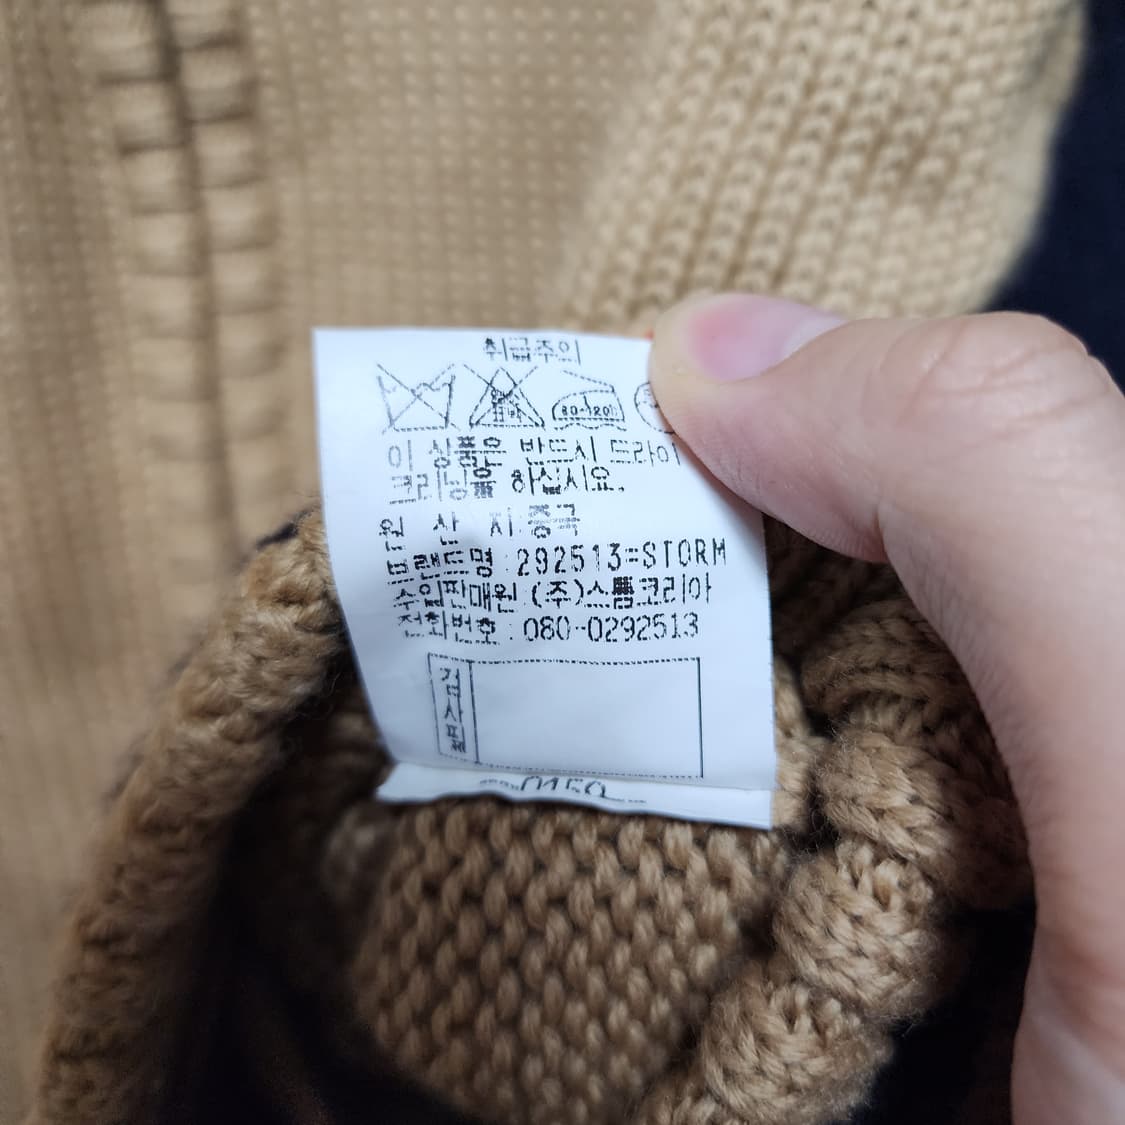 취급주의
80~120
이 상품은 반드시 드라이
크리닝을 하십시요.
원 산 지:중국
브랜드명:292513=STORM
수입판매원 (주)스톰코리아
전화번호:080-0292513
검사필